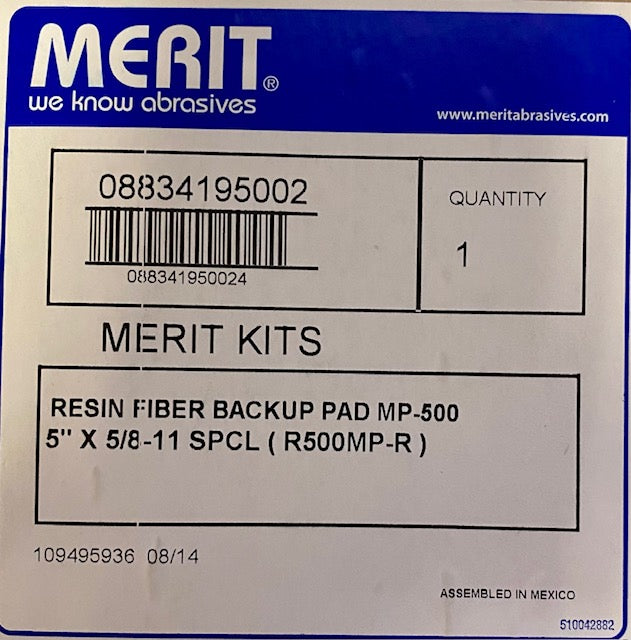 MERIT®
we know abrasives
www.meritabrasives.com
08834195002
QUANTITY
1
088341950024
MERIT KITS
RESIN FIBER BACKUP PAD MP-500
5" X 5/8-11 SPCL ( R500MP-R )
109495936 08/14
ASSEMBLED IN MEXICO
510042882